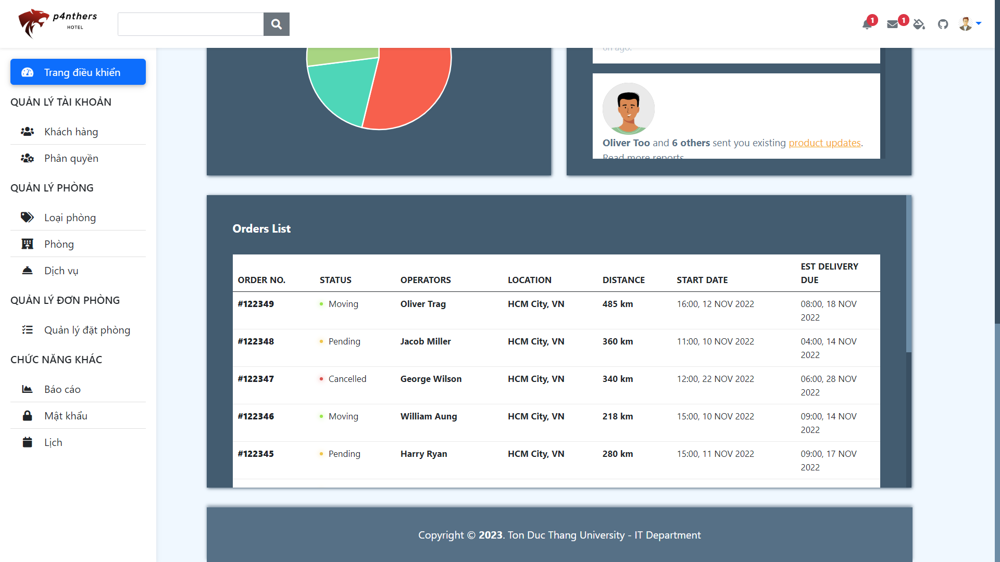 p4nthers
HOTEL
1
1
Trang điều khiển
QUẢN LÝ TÀI KHOẢN
Khách hàng
Phân quyền
QUẢN LÝ PHÒNG
Loại phòng
Phòng
Dịch vụ
QUẢN LÝ ĐƠN PHÒNG
Quản lý đặt phòng
CHỨC NĂNG KHÁC
Báo cáo
Mật khẩu
Lịch
ago.
Oliver Too and 6 others sent you existing product updates.
Read more reports
Orders List
ORDER NO. STATUS OPERATORS LOCATION DISTANCE START DATE EST DELIVERY DUE
#122349 Moving Oliver Trag HCM City, VN 485 km 16:00, 12 NOV 2022 08:00, 18 NOV 2022
#122348 Pending Jacob Miller HCM City, VN 360 km 11:00, 10 NOV 2022 04:00, 14 NOV 2022
#122347 Cancelled George Wilson HCM City, VN 340 km 12:00, 22 NOV 2022 06:00, 28 NOV 2022
#122346 Moving William Aung HCM City, VN 218 km 15:00, 10 NOV 2022 09:00, 14 NOV 2022
#122345 Pending Harry Ryan HCM City, VN 280 km 15:00, 11 NOV 2022 09:00, 17 NOV 2022
Copyright © 2023. Ton Duc Thang University - IT Department